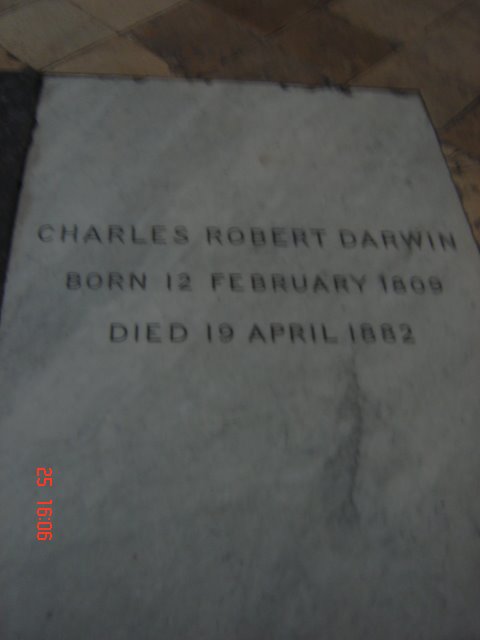 CHARLES ROBERT DARWIN
BORN 12 FEBRUARY 1809
DIED 19 APRIL 1882
25 16:06